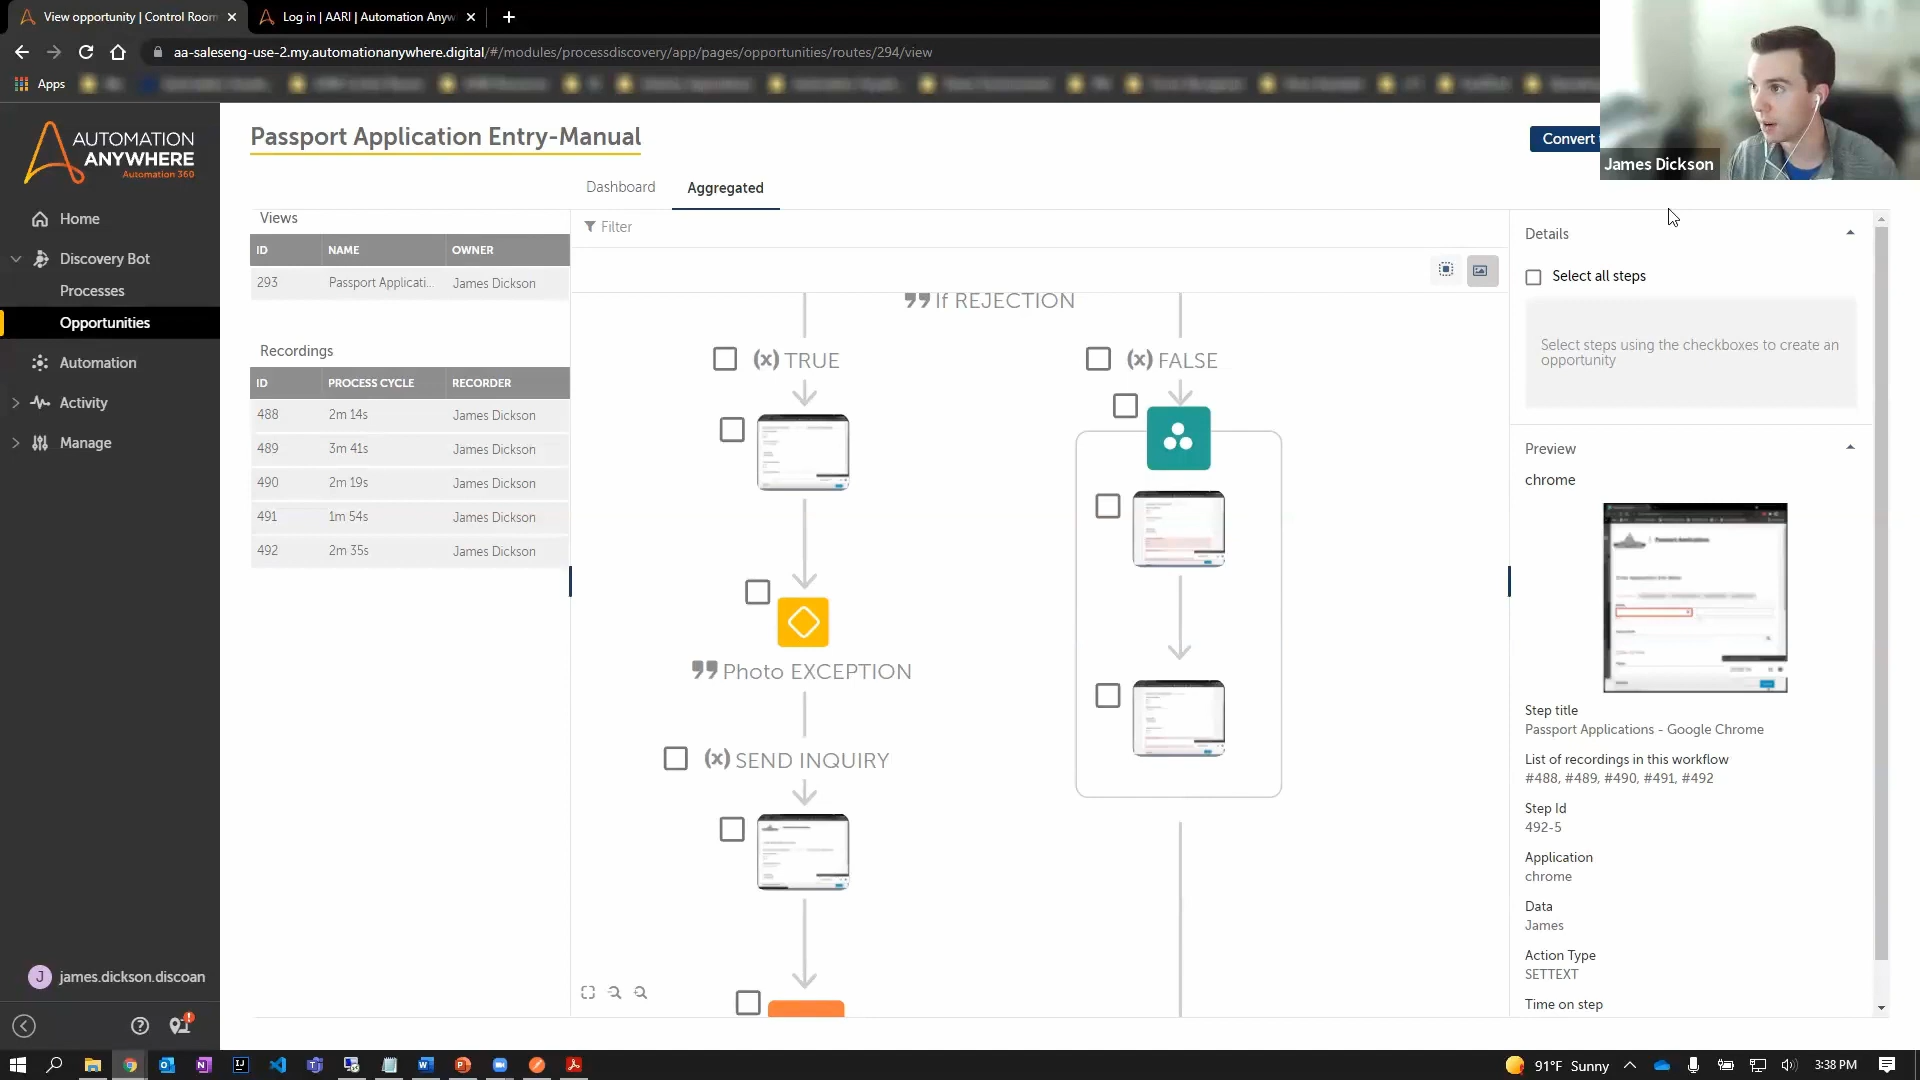 View opportunity | Control Room
Log in | AARI | Automation Anyw
aa-saleseng-use-2.my.automationanywhere.digital/#/modules/processdiscovery/app/pages/opportunities/routes/294/view
Apps
AUTOMATION
ANYWHERE
Automation 360
Home
Discovery Bot
Processes
Opportunities
Automation
Activity
Manage
J james.dickson.discoan
Passport Application Entry-Manual
Convert
James Dickson
Dashboard
Aggregated
Views
ID NAME OWNER
293 Passport Applicati... James Dickson
Recordings
ID PROCESS CYCLE RECORDER
488 2m 14s James Dickson
489 3m 41s James Dickson
490 2m 19s James Dickson
491 1m 54s James Dickson
492 2m 35s James Dickson
Filter
If REJECTION
(x) TRUE
(x) FALSE
Photo EXCEPTION
(x) SEND INQUIRY
Details
Select all steps
Select steps using the checkboxes to create an
opportunity
Preview
chrome
Step title
Passport Applications - Google Chrome
List of recordings in this workflow
#488, #489, #490, #491, #492
Step Id
492-5
Application
chrome
Data
James
Action Type
SETTEXT
Time on step
91°F Sunny
3:38 PM